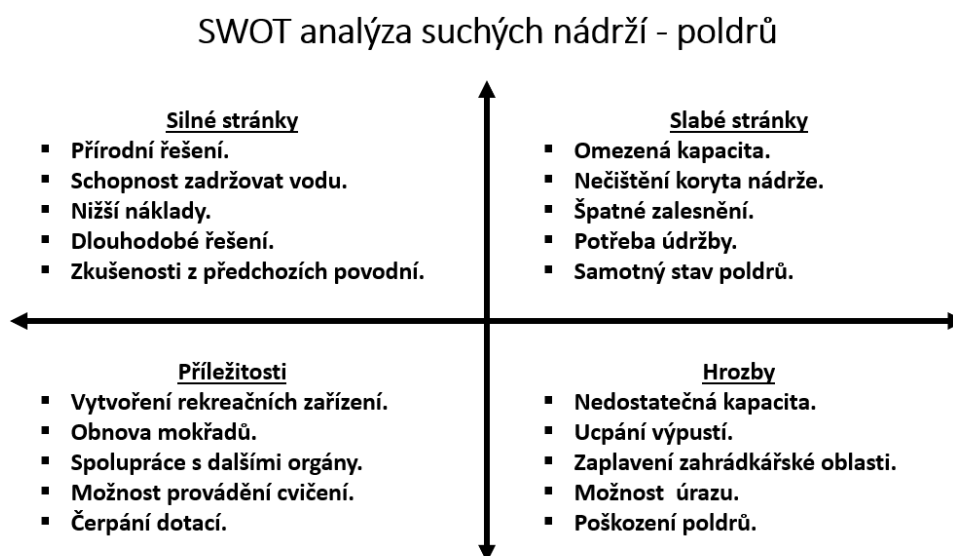 SWOT analýza suchých nádrží - poldrů
Silné stránky
▪ Přírodní řešení.
▪ Schopnost zadržovat vodu.
▪ Nižší náklady.
▪ Dlouhodobé řešení.
▪ Zkušenosti z předchozích povodní.
Slabé stránky
▪ Omezená kapacita.
▪ Nečištění koryta nádrže.
▪ Špatné zalesnění.
▪ Potřeba údržby.
▪ Samotný stav poldrů.
Příležitosti
▪ Vytvoření rekreačních zařízení.
▪ Obnova mokřadů.
▪ Spolupráce s dalšími orgány.
▪ Možnost provádění cvičení.
▪ Čerpání dotací.
Hrozby
▪ Nedostatečná kapacita.
▪ Ucpání výpustí.
▪ Zaplavení zahrádkářské oblasti.
▪ Možnost  úrazu.
▪ Poškození poldrů.